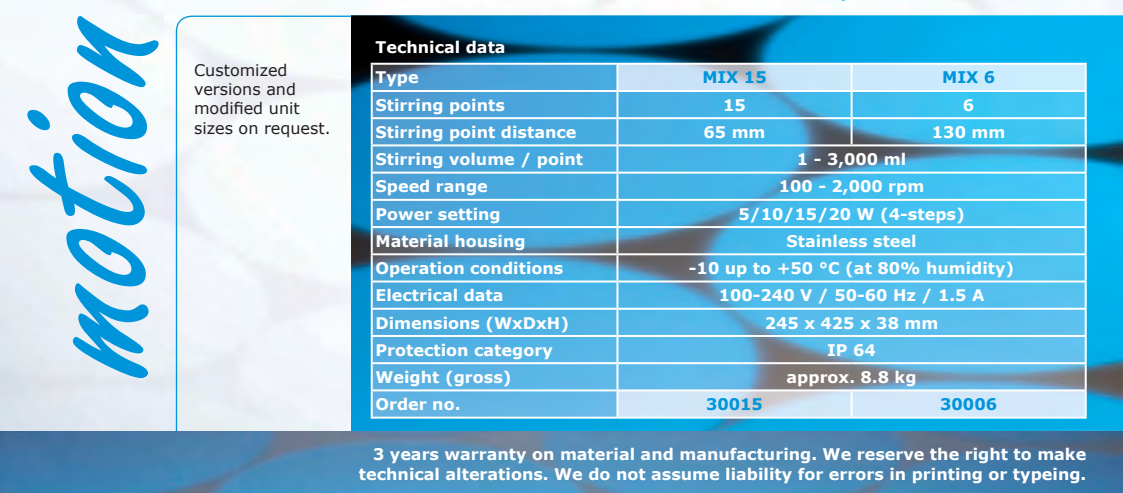 motion
Customized
versions and
modified unit
sizes on request.
Technical data
Type MIX 15 MIX 6
Stirring points 15 6
Stirring point distance 65 mm 130 mm
Stirring volume / point 1 - 3,000 ml
Speed range 100 - 2,000 rpm
Power setting 5/10/15/20 W (4-steps)
Material housing Stainless steel
Operation conditions -10 up to +50 °C (at 80% humidity)
Electrical data 100-240 V / 50-60 Hz / 1.5 A
Dimensions (WxDxH) 245 x 425 x 38 mm
Protection category IP 64
Weight (gross) approx. 8.8 kg
Order no. 30015 30006
3 years warranty on material and manufacturing. We reserve the right to make
technical alterations. We do not assume liability for errors in printing or typeing.